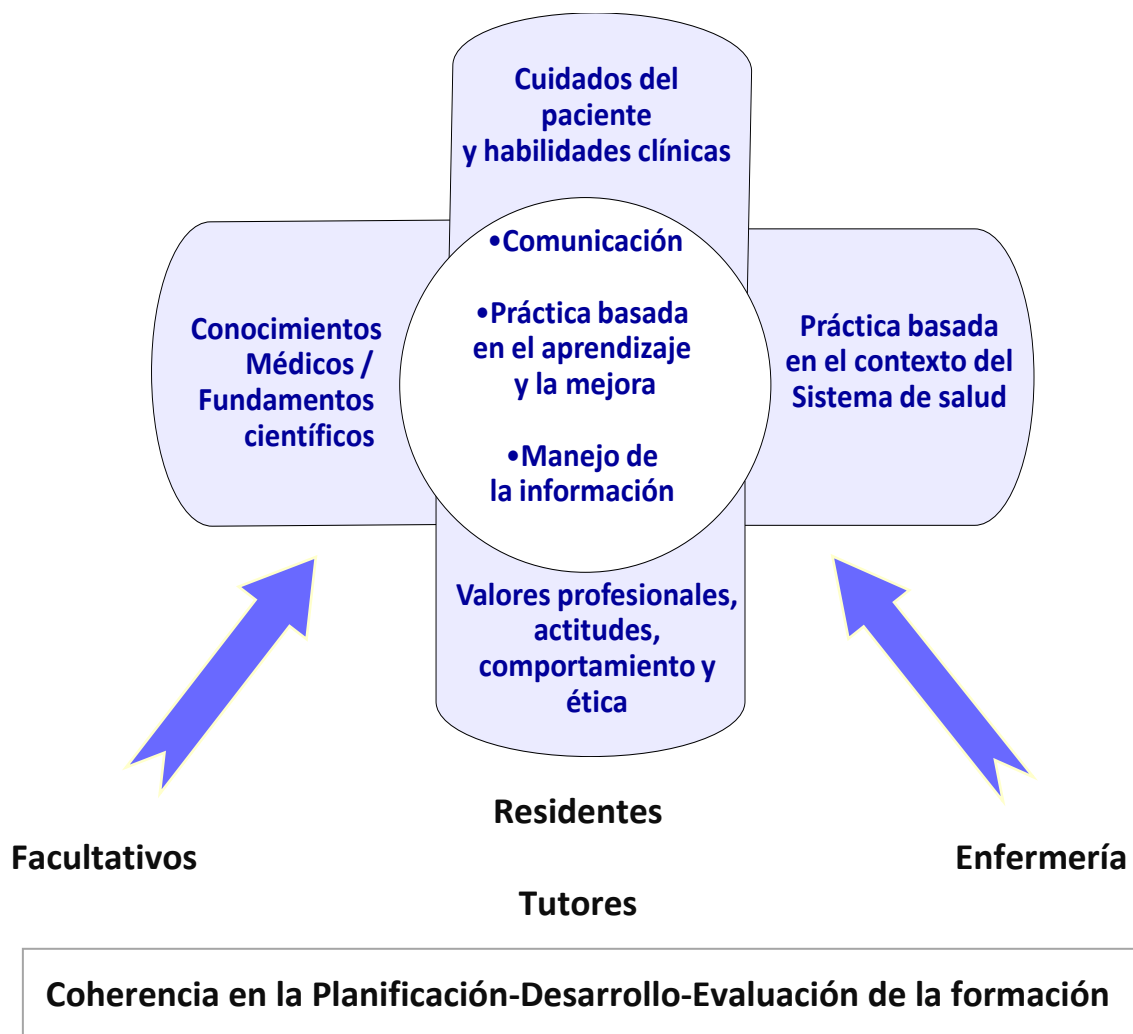 Cuidados del
paciente
y habilidades clínicas
•Comunicación
•Práctica basada
en el aprendizaje
y la mejora
•Manejo de
la información
Conocimientos
Médicos /
Fundamentos
científicos
Práctica basada
en el contexto del
Sistema de salud
Valores profesionales,
actitudes,
comportamiento y
ética
Residentes
Facultativos
Enfermería
Tutores
Coherencia en la Planificación-Desarrollo-Evaluación de la formación